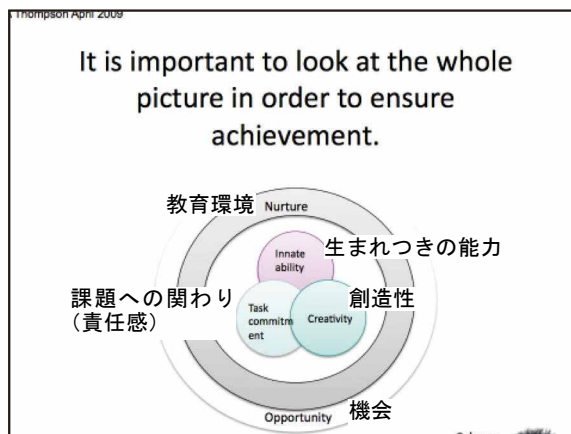 Thompson April 2009
It is important to look at the whole
picture in order to ensure
achievement.
教育環境 Nurture
Innate
ability
生まれつきの能力
課題への関わり
(責任感)
Task
commitm
ent
Creativity
創造性
Opportunity 機会